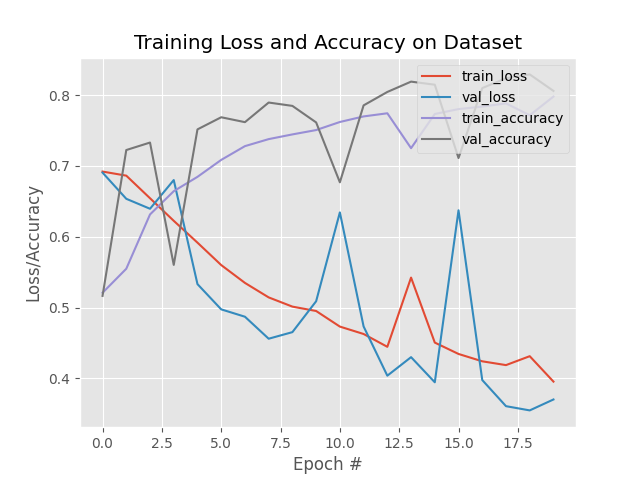 Training Loss and Accuracy on Dataset
train_loss
val_loss
train_accuracy
val_accuracy
Loss/Accuracy
0.8
0.7
0.6
0.5
0.4
0.0 2.5 5.0 7.5 10.0 12.5 15.0 17.5
Epoch #